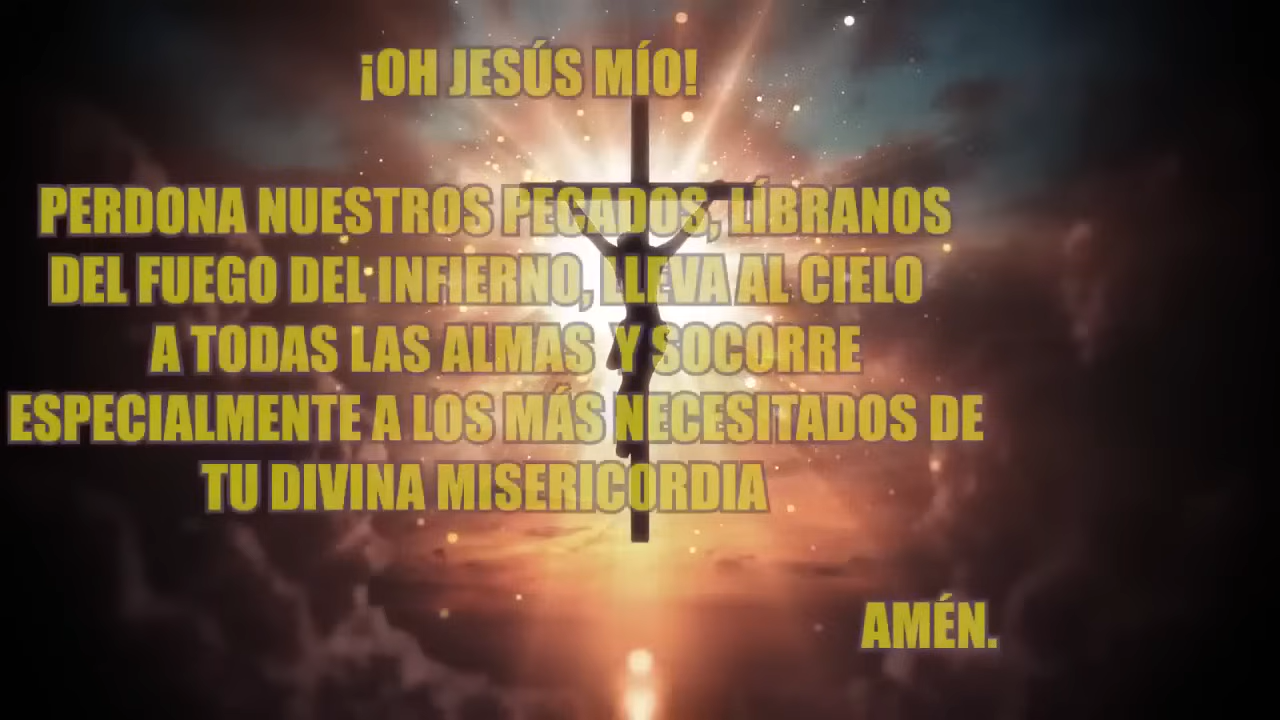 ¡OH JESÚS MÍO!
PERDONA NUESTROS PECADOS, LÍBRANOS
DEL FUEGO DEL INFIERNO, LLEVA AL CIELO
A TODAS LAS ALMAS Y SOCORRE
ESPECIALMENTE A LOS MÁS NECESITADOS DE
TU DIVINA MISERICORDIA
AMÉN.